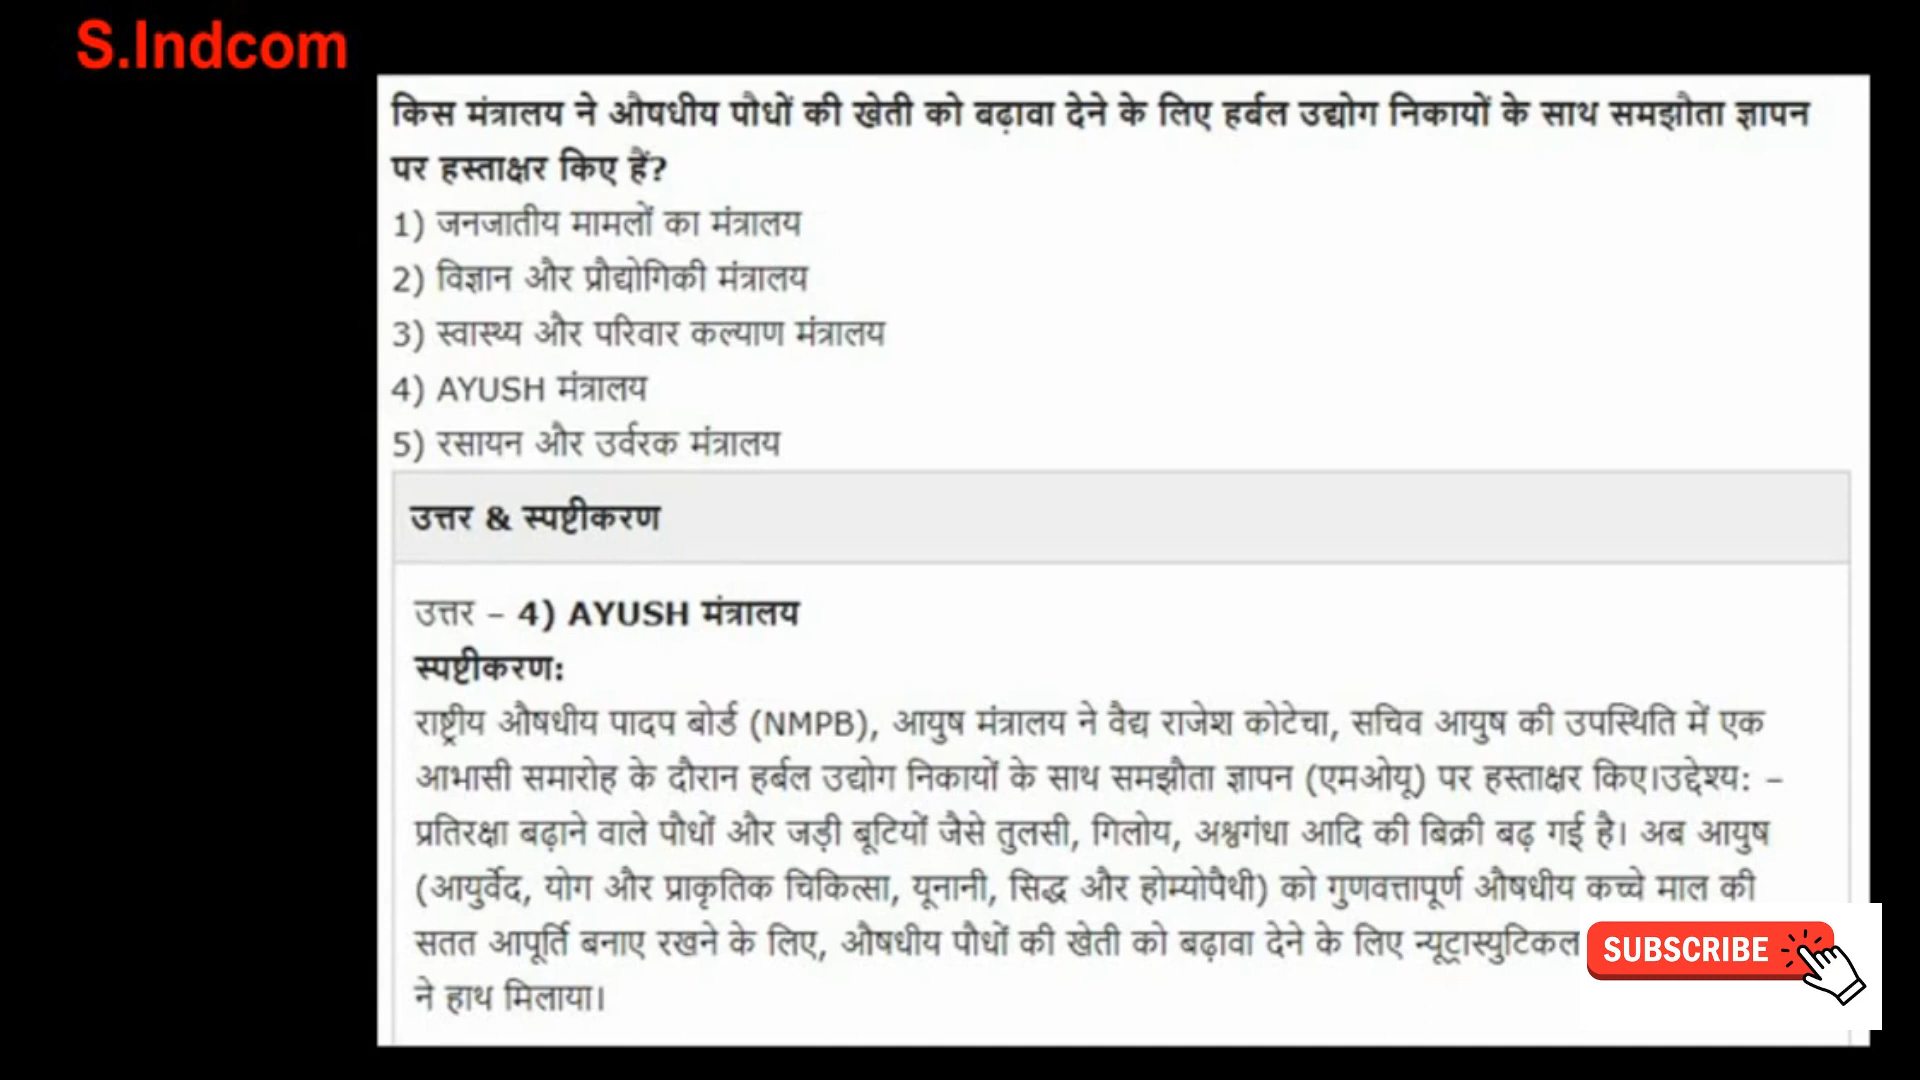 S.Indcom
किस मंत्रालय ने औषधीय पौधों की खेती को बढ़ावा देने के लिए हर्बल उद्योग निकायों के साथ समझौता ज्ञापन
पर हस्ताक्षर किए हैं?
1) जनजातीय मामलों का मंत्रालय
2) विज्ञान और प्रौद्योगिकी मंत्रालय
3) स्वास्थ्य और परिवार कल्याण मंत्रालय
4) AYUSH मंत्रालय
5) रसायन और उर्वरक मंत्रालय
उत्तर & स्पष्टीकरण
उत्तर – 4) AYUSH मंत्रालय
स्पष्टीकरण:
राष्ट्रीय औषधीय पादप बोर्ड (NMPB), आयुष मंत्रालय ने वैद्य राजेश कोटेचा, सचिव आयुष की उपस्थिति में एक
आभासी समारोह के दौरान हर्बल उद्योग निकायों के साथ समझौता ज्ञापन (एमओयू) पर हस्ताक्षर किए।उद्देश्य: –
प्रतिरक्षा बढ़ाने वाले पौधों और जड़ी बूटियों जैसे तुलसी, गिलोय, अश्वगंधा आदि की बिक्री बढ़ गई है। अब आयुष
(आयुर्वेद, योग और प्राकृतिक चिकित्सा, यूनानी, सिद्ध और होम्योपैथी) को गुणवत्तापूर्ण औषधीय कच्चे माल की
सतत आपूर्ति बनाए रखने के लिए, औषधीय पौधों की खेती को बढ़ावा देने के लिए न्यूट्रास्युटिकल
ने हाथ मिलाया।
SUBSCRIBE